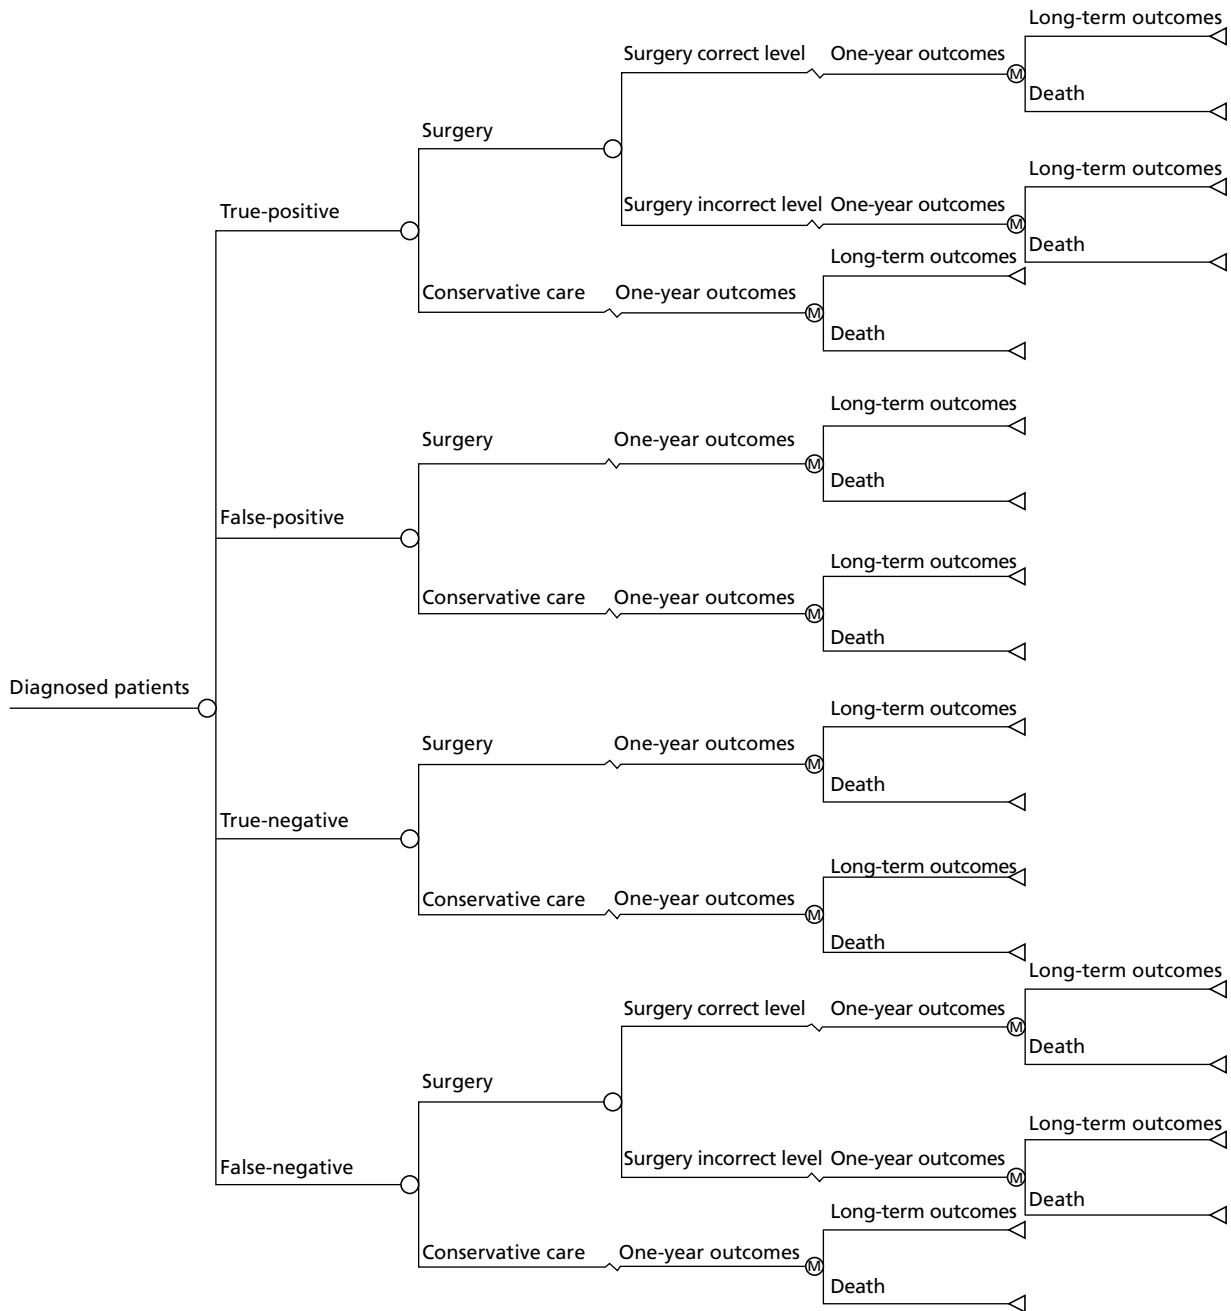 Long-term outcomes
Surgery correct level One-year outcomes
M
Death
Surgery
Long-term outcomes
True-positive
Surgery incorrect level One-year outcomes
M
Death
Long-term outcomes
Conservative care One-year outcomes
M
Death
Long-term outcomes
Surgery One-year outcomes
M
Death
False-positive
Long-term outcomes
Conservative care One-year outcomes
M
Death
Diagnosed patients
Long-term outcomes
Surgery One-year outcomes
M
Death
True-negative
Long-term outcomes
Conservative care One-year outcomes
M
Death
Long-term outcomes
Surgery correct level One-year outcomes
M
Death
Surgery
Long-term outcomes
Surgery incorrect level One-year outcomes
M
False-negative
Death
Long-term outcomes
Conservative care One-year outcomes
M
Death